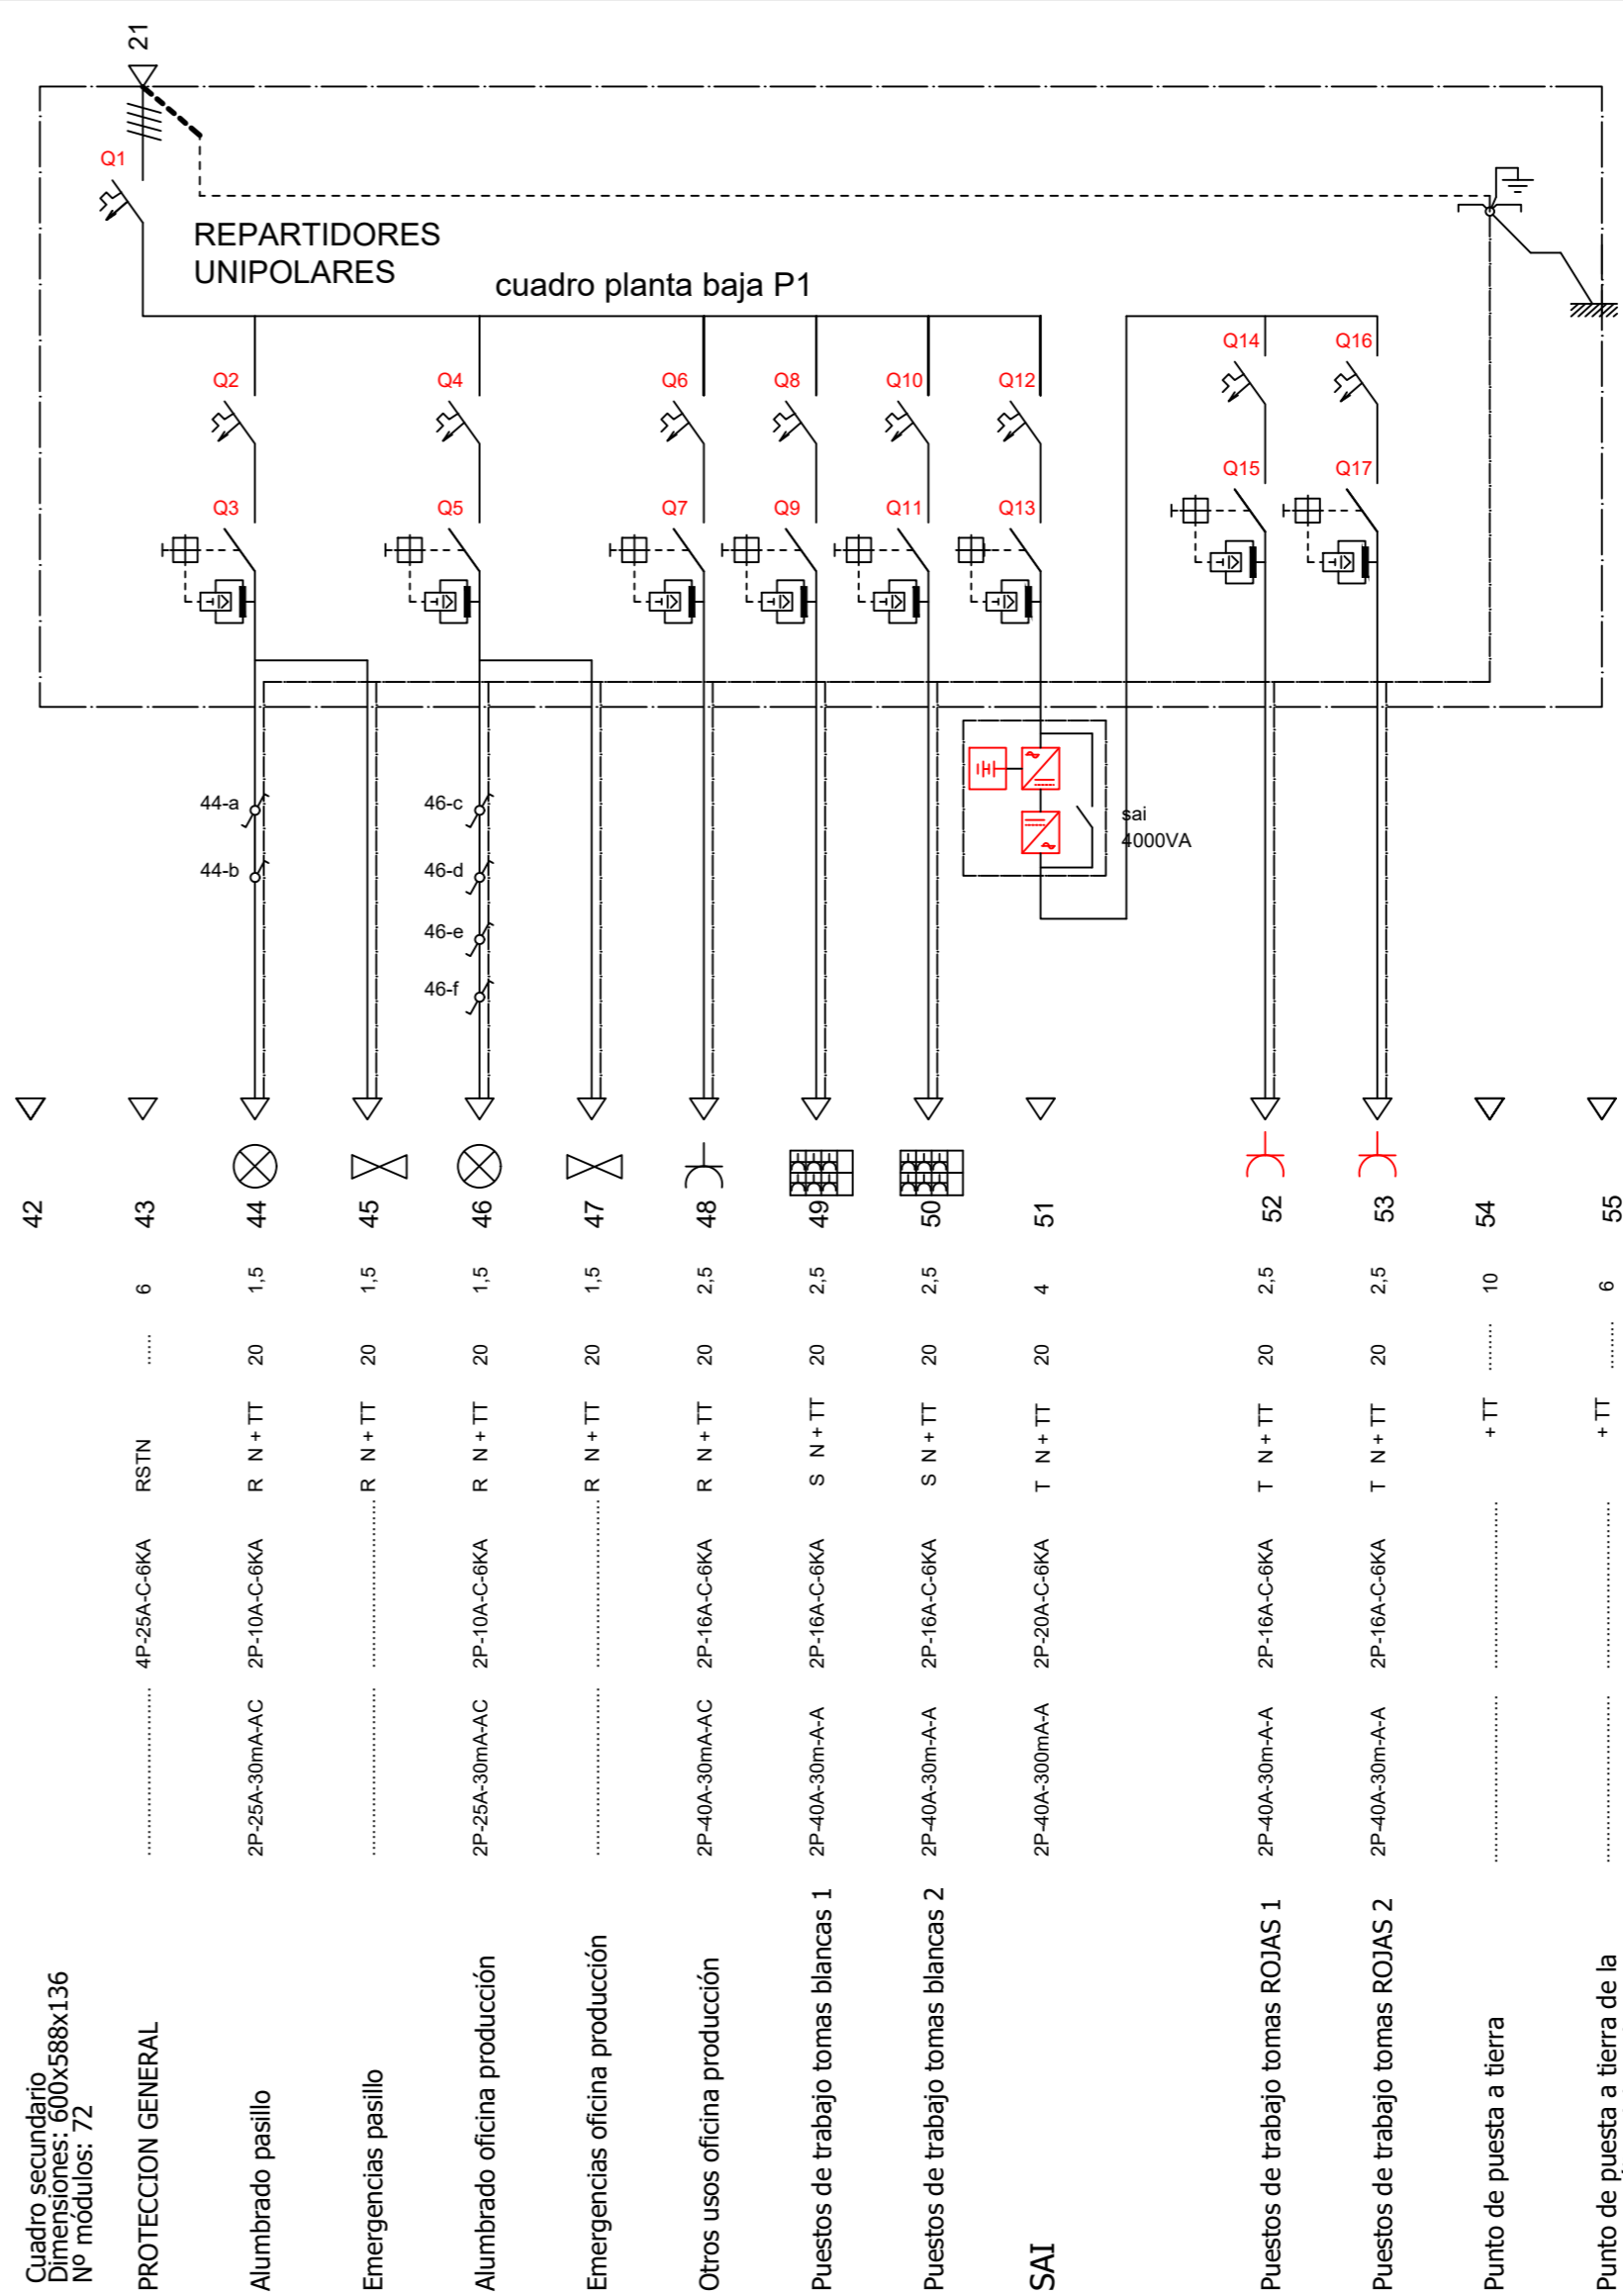 21
Q1
REPARTIDORES
UNIPOLARES
cuadro planta baja P1
Q14
Q16
Q2
Q4
Q6
Q8
Q10
Q12
Q15
Q17
Q3
Q5
Q7
Q9
Q11
Q13
44-a
46-c
sai
4000VA
44-b
46-d
46-e
46-f
42
Cuadro secundario
Dimensiones: 600x588x136
Nº módulos: 72
43
6
.......
RSTN
4P-25A-C-6KA
....................................
PROTECCION GENERAL
44
1,5
20
R N + TT
2P-10A-C-6KA
2P-25A-30mA-AC
Alumbrado pasillo
45
1,5
20
R N + TT
....................................
....................................
Emergencias pasillo
46
1,5
20
R N + TT
2P-10A-C-6KA
2P-25A-30mA-AC
Alumbrado oficina producción
47
1,5
20
R N + TT
....................................
....................................
Emergencias oficina producción
48
2,5
20
R N + TT
2P-16A-C-6KA
2P-40A-30mA-AC
Otros usos oficina producción
49
2,5
20
S N + TT
2P-16A-C-6KA
2P-40A-30m-A-A
Puestos de trabajo tomas blancas 1
50
2,5
20
S N + TT
2P-16A-C-6KA
2P-40A-30m-A-A
Puestos de trabajo tomas blancas 2
51
4
20
T N + TT
2P-20A-C-6KA
2P-40A-300mA-A
SAI
52
2,5
20
T N + TT
2P-16A-C-6KA
2P-40A-30m-A-A
Puestos de trabajo tomas ROJAS 1
53
2,5
20
T N + TT
2P-16A-C-6KA
2P-40A-30m-A-A
Puestos de trabajo tomas ROJAS 2
54
10
..........
+ TT
....................................
....................................
Punto de puesta a tierra
55
6
..........
+ TT
....................................
....................................
Punto de puesta a tierra de la